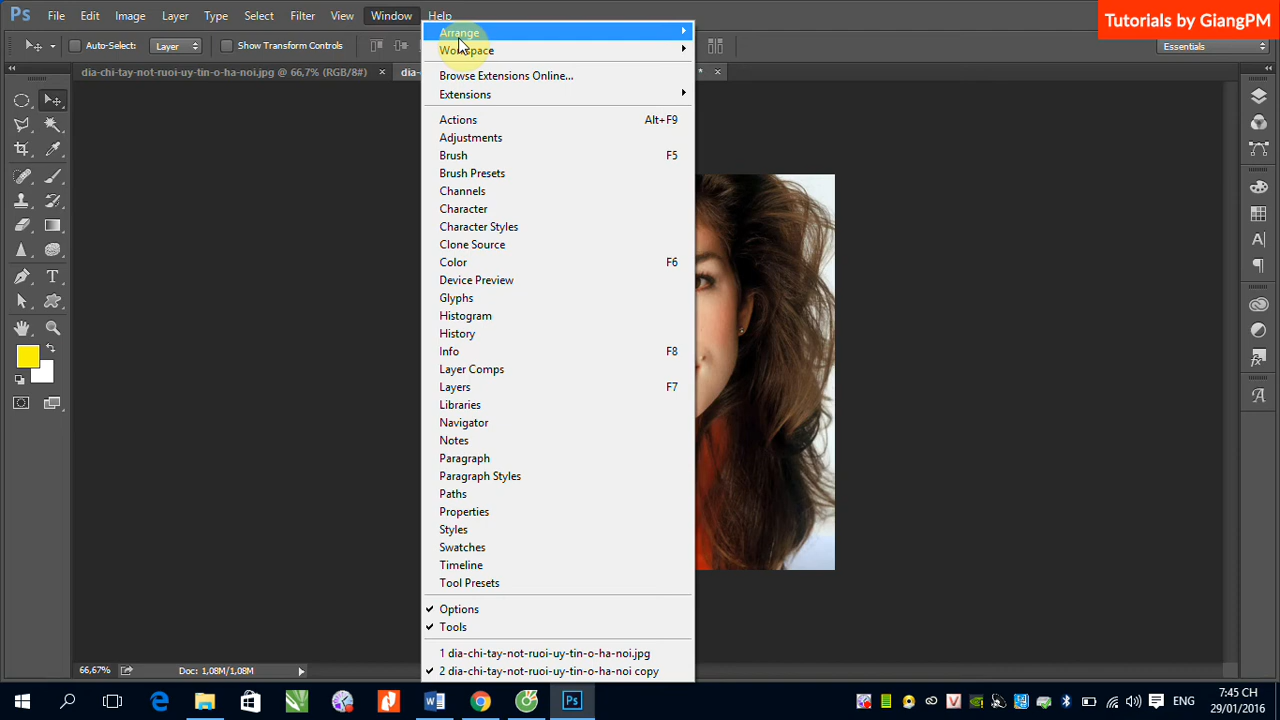 Ps File Edit Image Layer Type Select Filter View Window Help
Tutorials by GiangPM
Auto-Select: Layer Show Transform Controls
Essentials
dia-chi-tay-not-ruoi-uy-tin-o-ha-noi.jpg @ 66,7% (RGB/8#) × dia- * ×
Arrange
Workspace
Browse Extensions Online...
Extensions
Actions Alt+F9
Adjustments
Brush F5
Brush Presets
Channels
Character
Character Styles
Clone Source
Color F6
Device Preview
Glyphs
Histogram
History
Info F8
Layer Comps
Layers F7
Libraries
Navigator
Notes
Paragraph
Paragraph Styles
Paths
Properties
Styles
Swatches
Timeline
Tool Presets
Options
Tools
1 dia-chi-tay-not-ruoi-uy-tin-o-ha-noi.jpg
2 dia-chi-tay-not-ruoi-uy-tin-o-ha-noi copy
66,67% Doc: 1,08M/1,08M
ENG
7:45 CH
29/01/2016